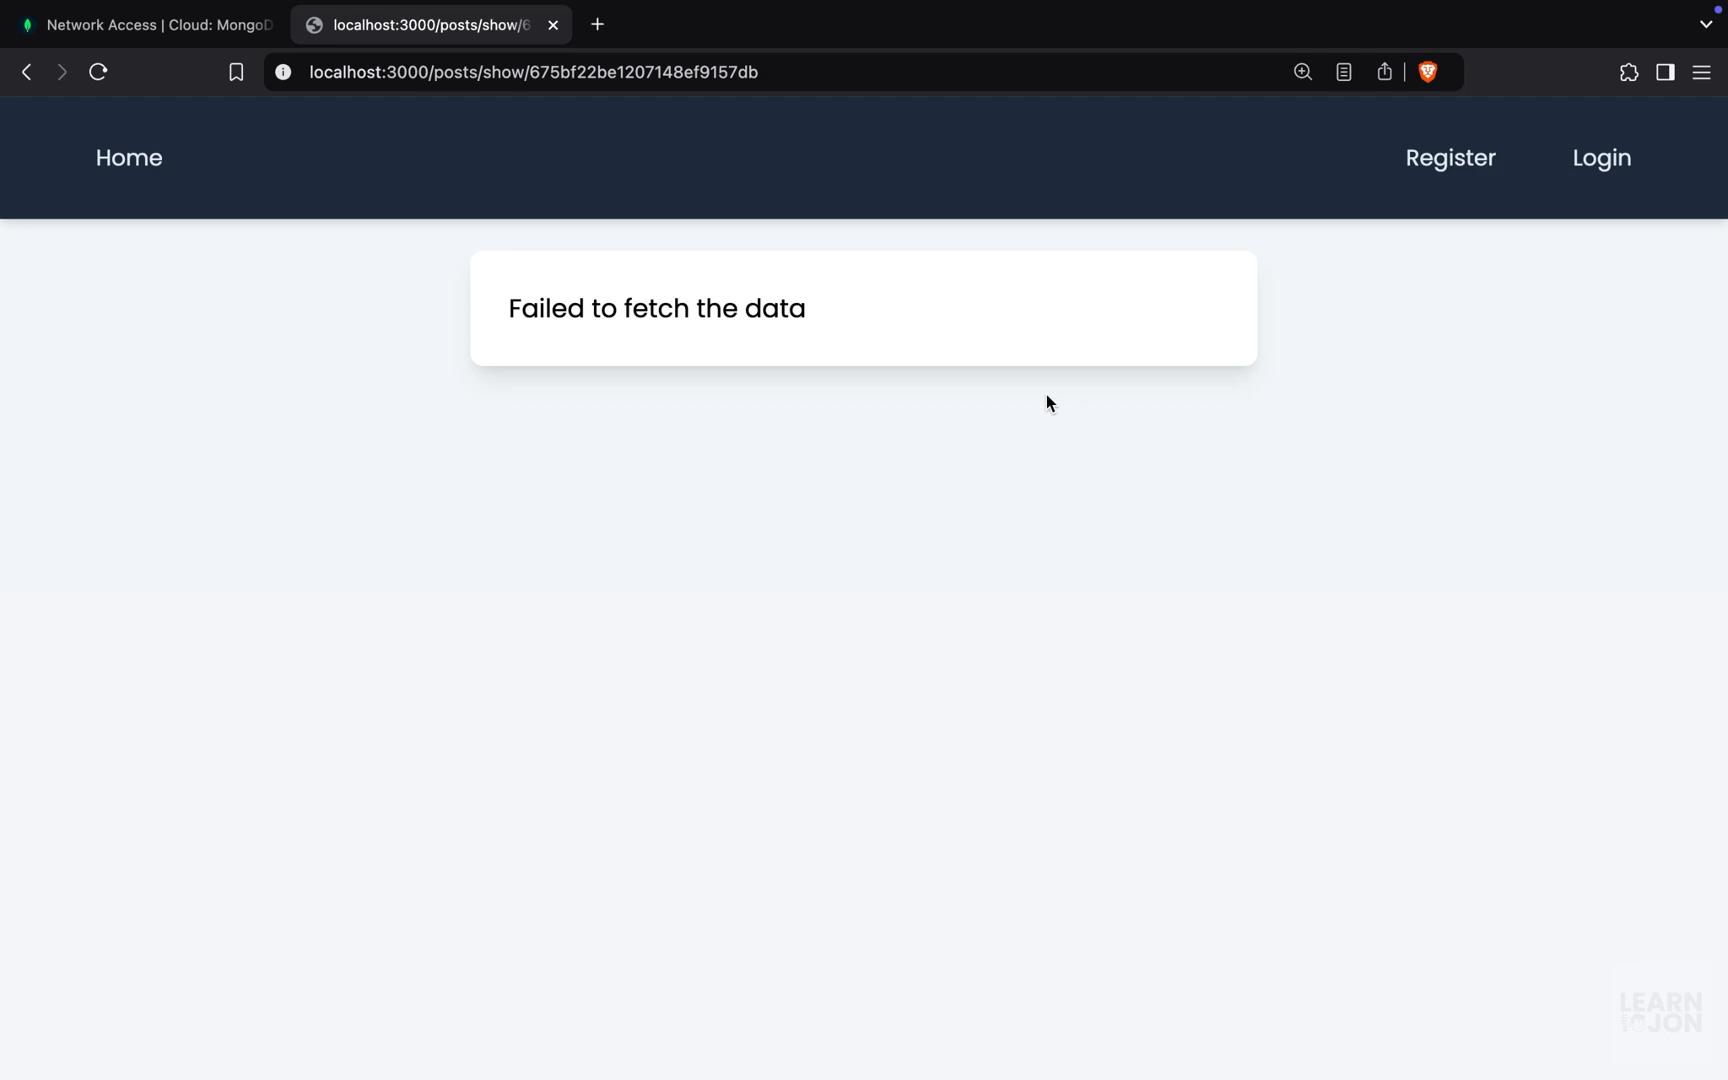 Network Access | Cloud: MongoD
localhost:3000/posts/show/6
localhost:3000/posts/show/675bf22be1207148ef9157db
Home
Register
Login
Failed to fetch the data
LEARN
JON